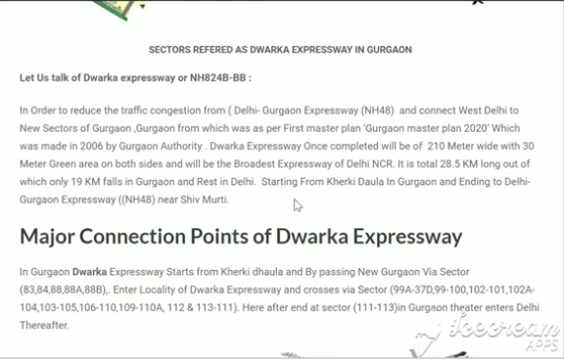 SECTORS REFERED AS DWARKA EXPRESSWAY IN GURGAON
Let Us talk of Dwarka expressway or NH824B-BB :
In Order to reduce the traffic congestion from ( Delhi- Gurgaon Expressway (NH48) and connect West Delhi to
New Sectors of Gurgaon ,Gurgaon from which was as per First master plan ‘Gurgaon master plan 2020’ Which
was made in 2006 by Gurgaon Authority . Dwarka Expressway Once completed will be of 210 Meter wide with 30
Meter Green area on both sides and will be the Broadest Expressway of Delhi NCR. It is total 28.5 KM long out of
which only 19 KM falls in Gurgaon and Rest in Delhi. Starting From Kherki Daula In Gurgaon and Ending to Delhi-
Gurgaon Expressway ((NH48) near Shiv Murti.
Major Connection Points of Dwarka Expressway
In Gurgaon Dwarka Expressway Starts from Kherki dhaula and By passing New Gurgaon Via Sector
(83,84,88,88A,88B),. Enter Locality of Dwarka Expressway and crosses via Sector (99A-37D,99-100,102-101,102A-
104,103-105,106-110,109-110A, 112 & 113-111). Here after end at sector (111-113)in Gurgaon theater enters Delhi
Thereafter.
my Icecream
APPS